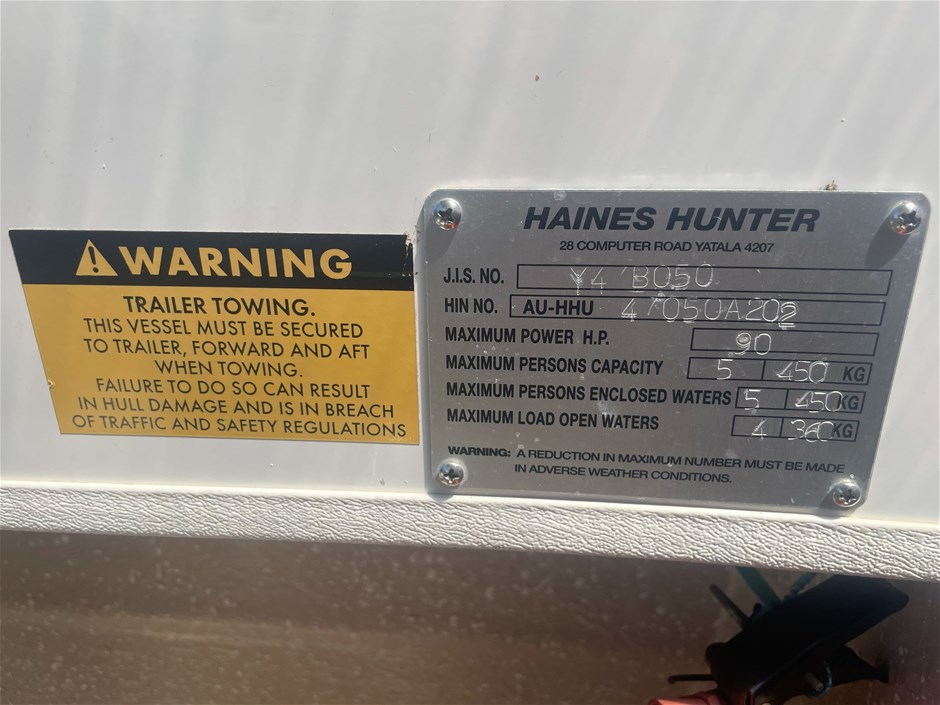 WARNING
TRAILER TOWING.
THIS VESSEL MUST BE SECURED
TO TRAILER, FORWARD AND AFT
WHEN TOWING.
FAILURE TO DO SO CAN RESULT
IN HULL DAMAGE AND IS IN BREACH
OF TRAFFIC AND SAFETY REGULATIONS
HAINES HUNTER
28 COMPUTER ROAD YATALA 4207
J.I.S. NO. Y4 B050
HIN NO. AU-HHU 47050A202
MAXIMUM POWER H.P. 90
MAXIMUM PERSONS CAPACITY 5 450 KG
MAXIMUM PERSONS ENCLOSED WATERS 5 450 KG
MAXIMUM LOAD OPEN WATERS 4 360 KG
WARNING: A REDUCTION IN MAXIMUM NUMBER MUST BE MADE
IN ADVERSE WEATHER CONDITIONS.